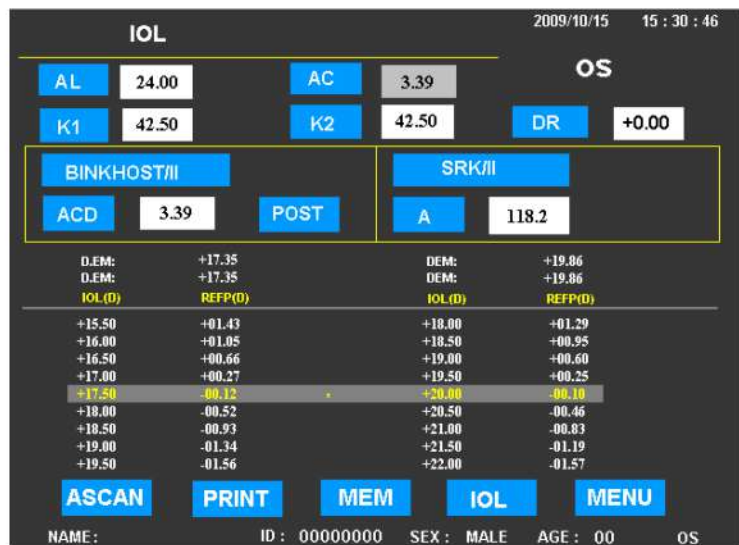 2009/10/15 15 : 30 : 46
IOL
OS
AL 24.00 AC 3.39
K1 42.50 K2 42.50 DR +0.00
BINKHOST/II SRK/II
ACD 3.39 POST A 118.2
D.EM: +17.35 DEM: +19.86
D.EM: +17.35 DEM: +19.86
IOL(D) REFP(D) IOL(D) REFP(D)
+15.50 +01.43 +18.00 +01.29
+16.00 +01.05 +18.50 +00.95
+16.50 +00.66 +19.00 +00.60
+17.00 +00.27 +19.50 +00.25
+17.50 -00.12 * +20.00 -00.10
+18.00 -00.52 +20.50 -00.46
+18.50 -00.93 +21.00 -00.83
+19.00 -01.34 +21.50 -01.19
+19.50 -01.56 +22.00 -01.57
ASCAN PRINT MEM IOL MENU
NAME: ID : 00000000 SEX : MALE AGE : 00 OS